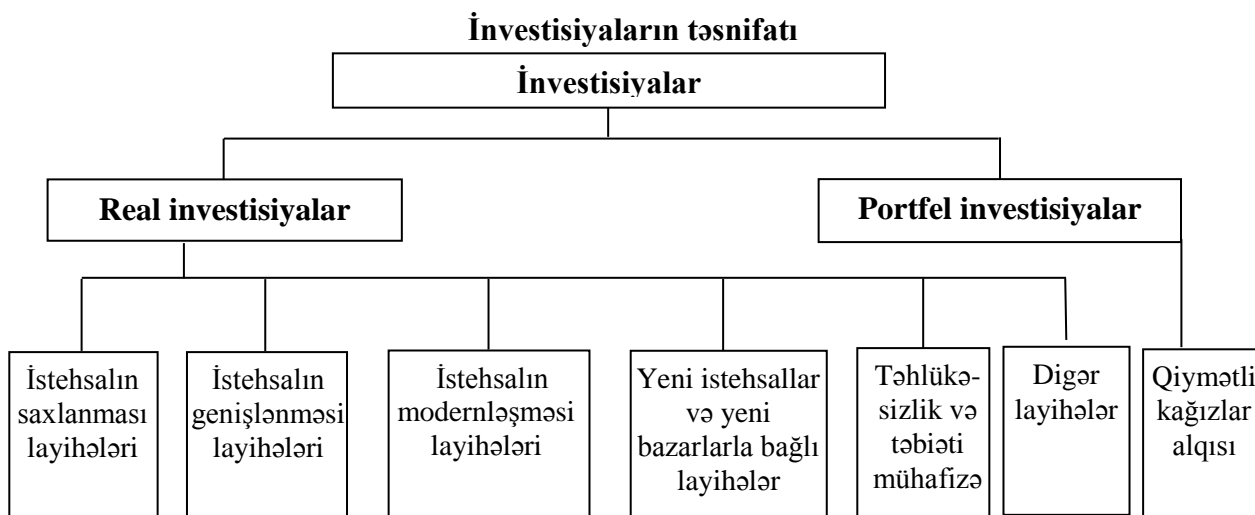 İnvestisiyaların təsnifatı
İnvestisiyalar
Real investisiyalar
Portfel investisiyalar
İstehsalın
saxlanması
layihələri
İstehsalın
genişlənməsi
layihələri
İstehsalın
modernləşməsi
layihələri
Yeni istehsallar
və yeni
bazarlarla bağlı
layihələr
Təhlükə-
sizlik və
təbiəti
mühafizə
Digər
layihələr
Qiymətli
kağızlar
alqısı